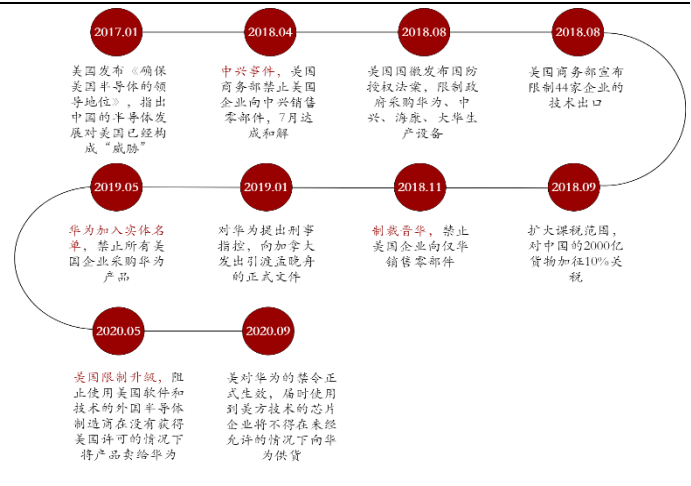 2017.01
2018.04
2018.08
2018.08
美国发布《确保
美国半导体的领
导地位》，指出
中国的半导体发
展对美国已经构
成“威胁”
中兴事件，美国
商务部禁止美国
企业向中兴销售
零部件，7月达
成和解
美国国徽发布国防
授权法案，限制政
府采购华为、中
兴、海康、大华生
产设备
美国商务部宣布
限制44家企业的
技术出口
2019.05
2019.01
2018.11
2018.09
华为加入实体名
单，禁止所有美
国企业采购华为
产品
对华为提出刑事
指控，向加拿大
发出引渡孟晚舟
的正式文件
制裁晋华，禁止
美国企业向仅华
销售零部件
扩大课税范围，
对中国的2000亿
货物加征10%关
税
2020.05
2020.09
美国限制升级，阻
止使用美国软件和
技术的外国半导体
制造商在没有获得
美国许可的情况下
将产品卖给华为
美对华为的禁令正
式生效，届时使用
到美方技术的芯片
企业将不得在未经
允许的情况下向华
为供货